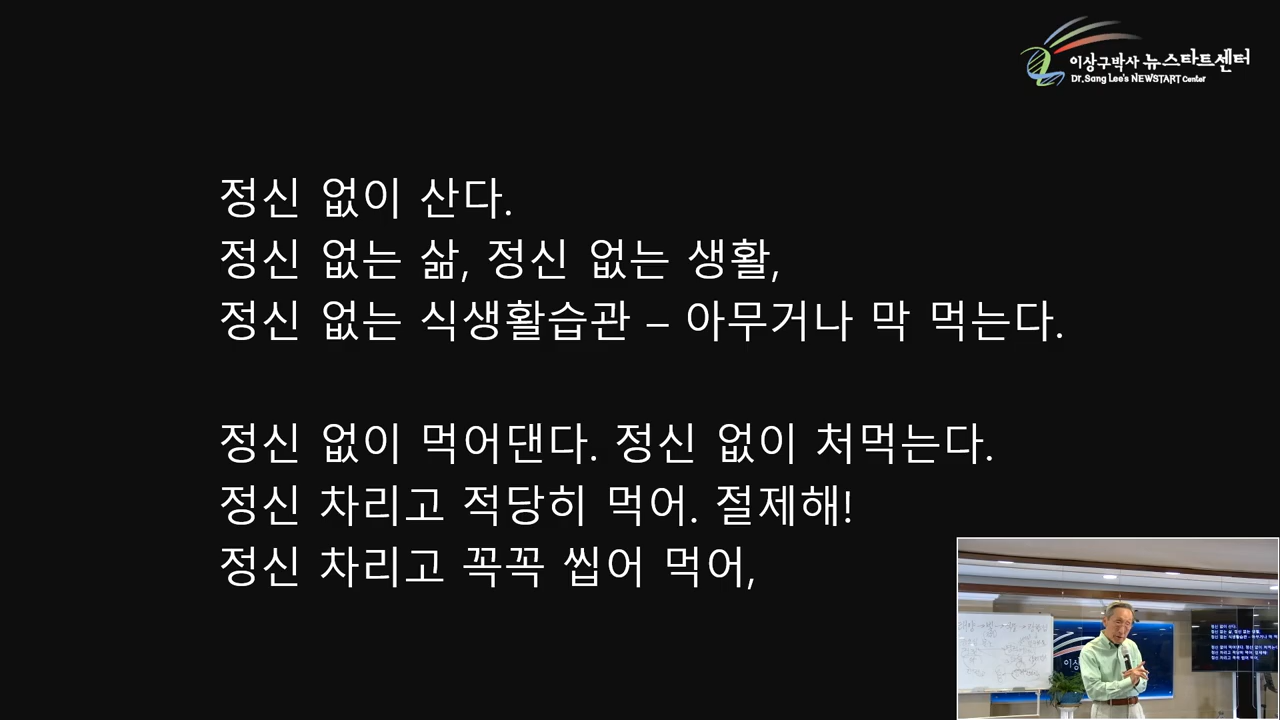 이상구박사 뉴스타트센터
Dr.Sang Lee's NEWSTART Center
정신 없이 산다.
정신 없는 삶, 정신 없는 생활,
정신 없는 식생활습관 – 아무거나 막 먹는다.
정신 없이 먹어댄다. 정신 없이 처먹는다.
정신 차리고 적당히 먹어. 절제해!
정신 차리고 꼭꼭 씹어 먹어,